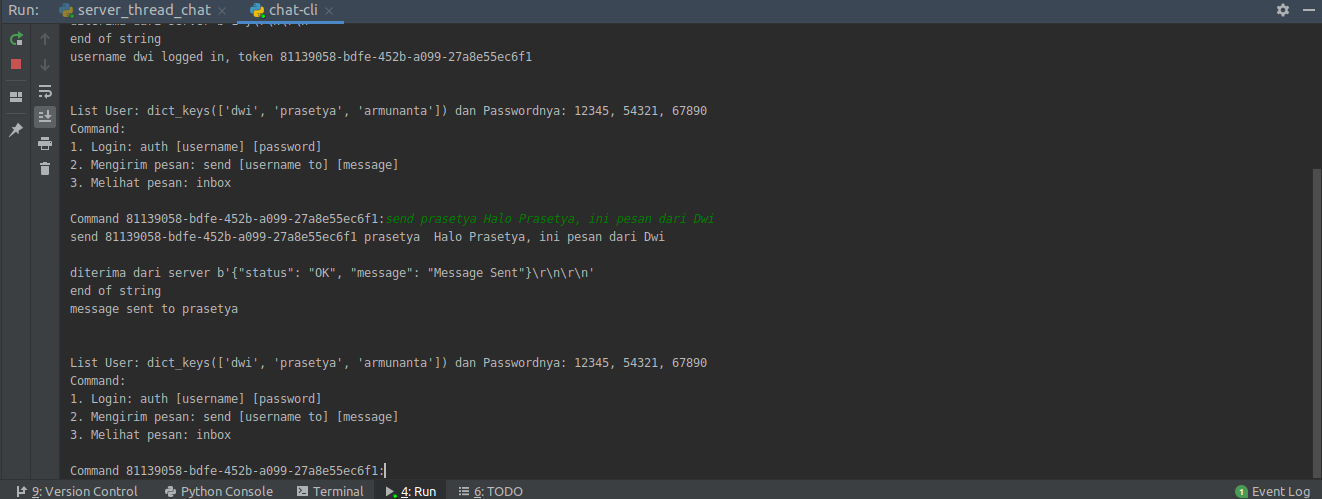 Run: server_thread_chat × chat-cli ×
end of string
username dwi logged in, token 81139058-bdfe-452b-a099-27a8e55ec6f1
List User: dict_keys(['dwi', 'prasetya', 'armunanta']) dan Passwordnya: 12345, 54321, 67890
Command:
1. Login: auth [username] [password]
2. Mengirim pesan: send [username to] [message]
3. Melihat pesan: inbox
Command 81139058-bdfe-452b-a099-27a8e55ec6f1:send prasetya Halo Prasetya, ini pesan dari Dwi
send 81139058-bdfe-452b-a099-27a8e55ec6f1 prasetya  Halo Prasetya, ini pesan dari Dwi
diterima dari server b'{"status": "OK", "message": "Message Sent"}\r\n\r\n'
end of string
message sent to prasetya
List User: dict_keys(['dwi', 'prasetya', 'armunanta']) dan Passwordnya: 12345, 54321, 67890
Command:
1. Login: auth [username] [password]
2. Mengirim pesan: send [username to] [message]
3. Melihat pesan: inbox
Command 81139058-bdfe-452b-a099-27a8e55ec6f1:
9: Version Control Python Console Terminal 4: Run 6: TODO 1 Event Log